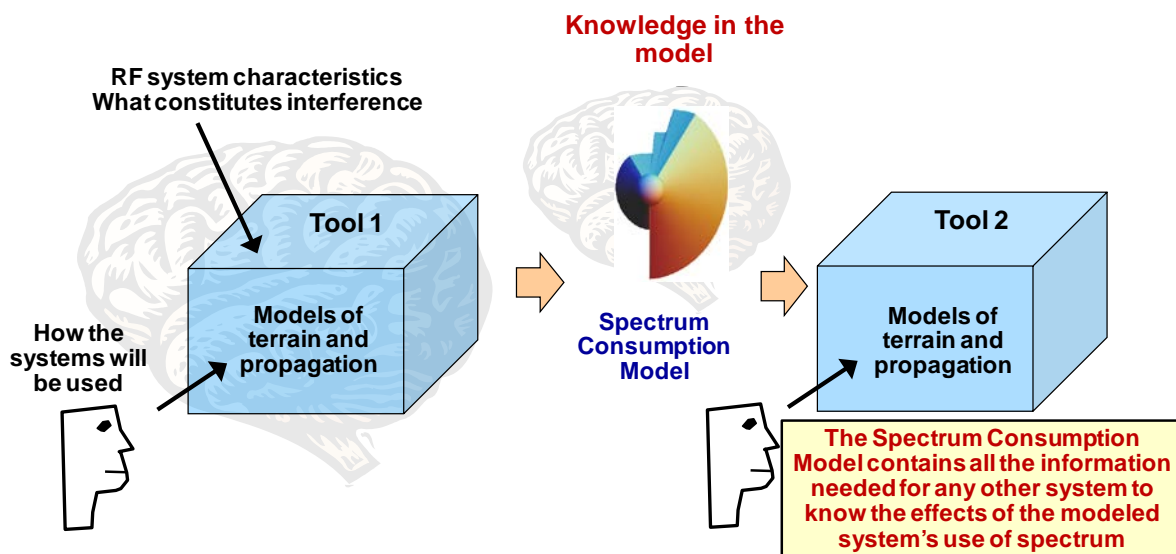 Knowledge in the
model
RF system characteristics
What constitutes interference
Tool 1
Models of
terrain and
propagation
How the
systems will
be used
Spectrum
Consumption
Model
Tool 2
Models of
terrain and
propagation
The Spectrum Consumption
Model contains all the information
needed for any other system to
know the effects of the modeled
system's use of spectrum